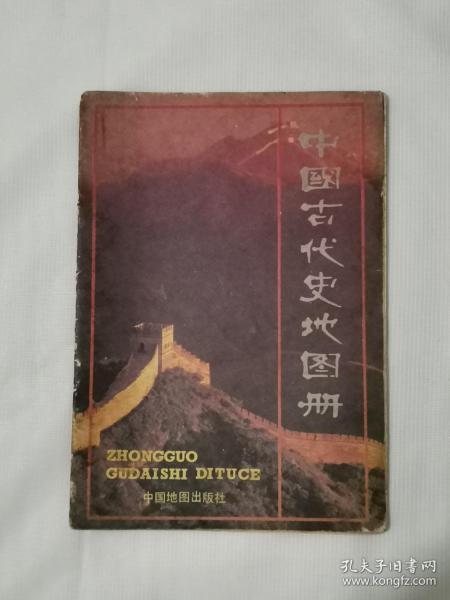 中國古代史地图册
ZHONGGUO
GUDAISHI DITUCE
中国地图出版社
孔夫子旧书网
www.kongfz.com